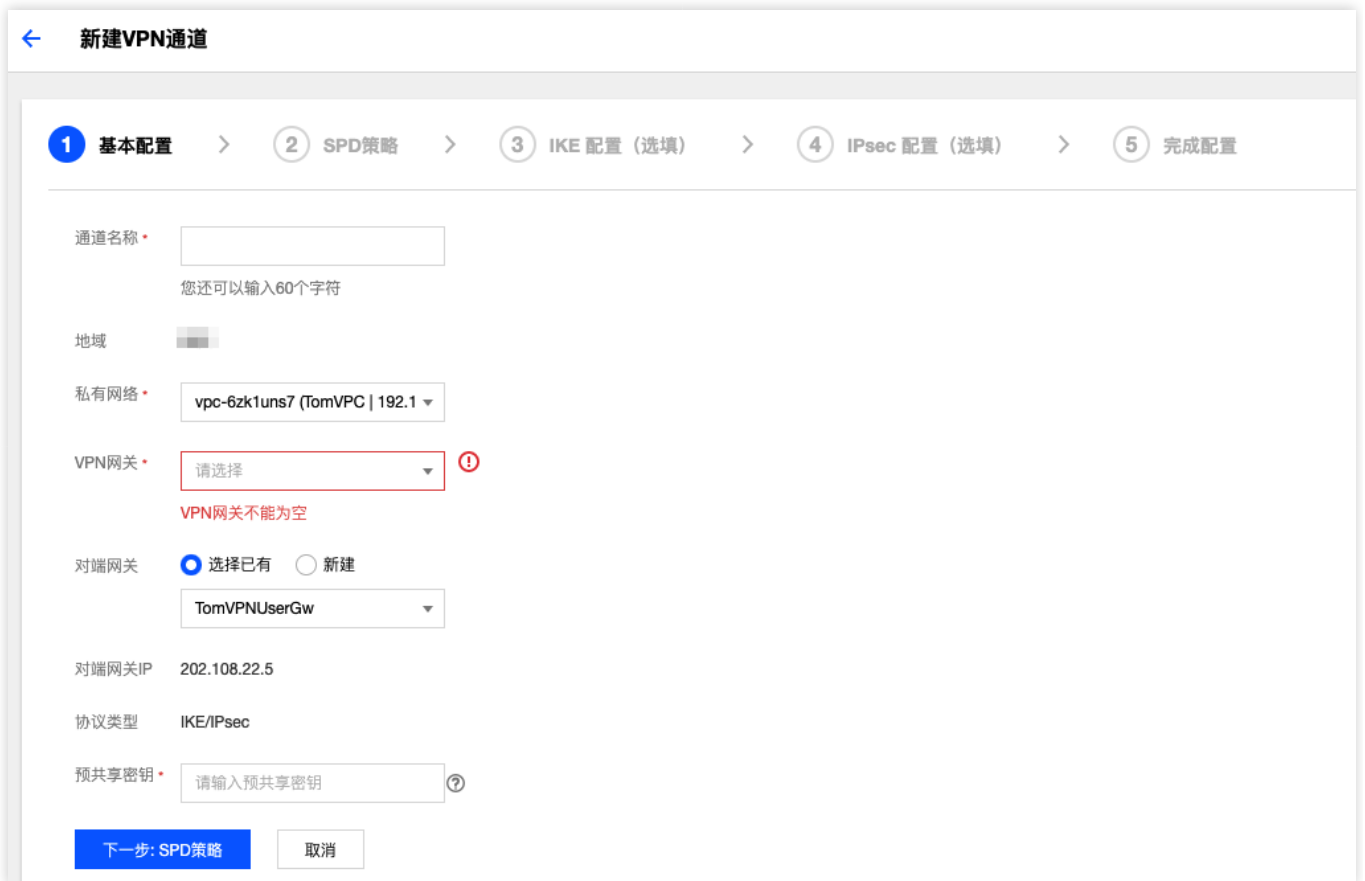 新建VPN通道
1 基本配置 > 2 SPD策略 > 3 IKE 配置（选填） > 4 IPsec 配置（选填） > 5 完成配置
通道名称 •
您还可以输入60个字符
地域
私有网络 • vpc-6zk1uns7 (TomVPC | 192.1
VPN网关 • 请选择
VPN网关不能为空
对端网关 选择已有 新建
TomVPNUserGw
对端网关IP 202.108.22.5
协议类型 IKE/IPsec
预共享密钥 • 请输入预共享密钥
下一步: SPD策略 取消